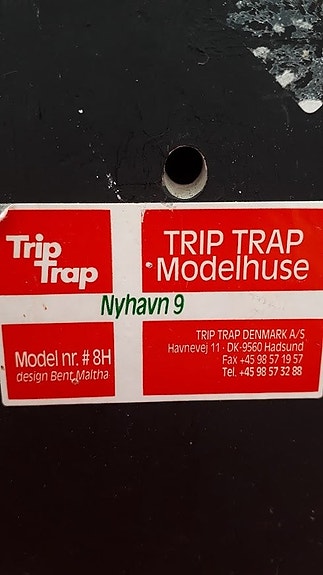 Trip
Trap
TRIP TRAP
Modelhuse
Nyhavn 9
Model nr. # 8H
design Bent Maltha
TRIP TRAP DENMARK A/S
Havnevej 11 · DK-9560 Hadsund
Fax +45 98 57 19 57
Tel. +45 98 57 32 88